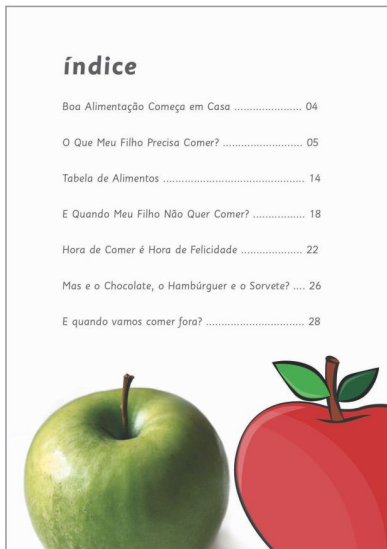 índice
Boa Alimentação Começa em Casa ...................... 04
O Que Meu Filho Precisa Comer? .......................... 05
Tabela de Alimentos .............................................. 14
E Quando Meu Filho Não Quer Comer? ................. 18
Hora de Comer é Hora de Felicidade .................... 22
Mas e o Chocolate, o Hambúrguer e o Sorvete? .... 26
E quando vamos comer fora? ................................ 28